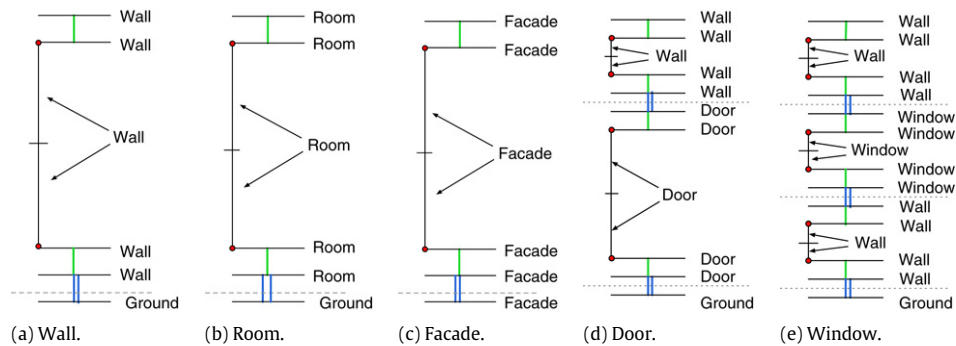 Wall
Wall
Wall
Wall
Wall
Ground
(a) Wall.
Room
Room
Room
Room
Room
Ground
(b) Room.
Facade
Facade
Facade
Facade
Facade
Facade
(c) Facade.
Wall
Wall
Wall
Wall
Wall
Door
Door
Door
Door
Door
Ground
(d) Door.
Wall
Wall
Wall
Wall
Wall
Window
Window
Window
Window
Window
Wall
Wall
Wall
Wall
Wall
Ground
(e) Window.